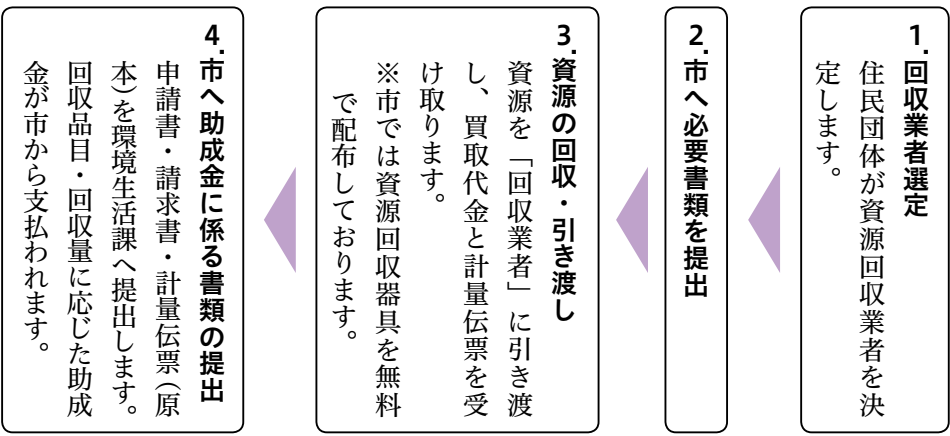 1.回収業者選定
住民団体が資源回収業者を決
定します。
2.市へ必要書類を提出
3.資源の回収・引き渡し
資源を「回収業者」に引き渡
し、買取代金と計量伝票を受
け取ります。
※市では資源回収器具を無料
で配布しております。
4.市へ助成金に係る書類の提出
申請書・請求書・計量伝票(原
本)を環境生活課へ提出します。
回収品目・回収量に応じた助成
金が市から支払われます。